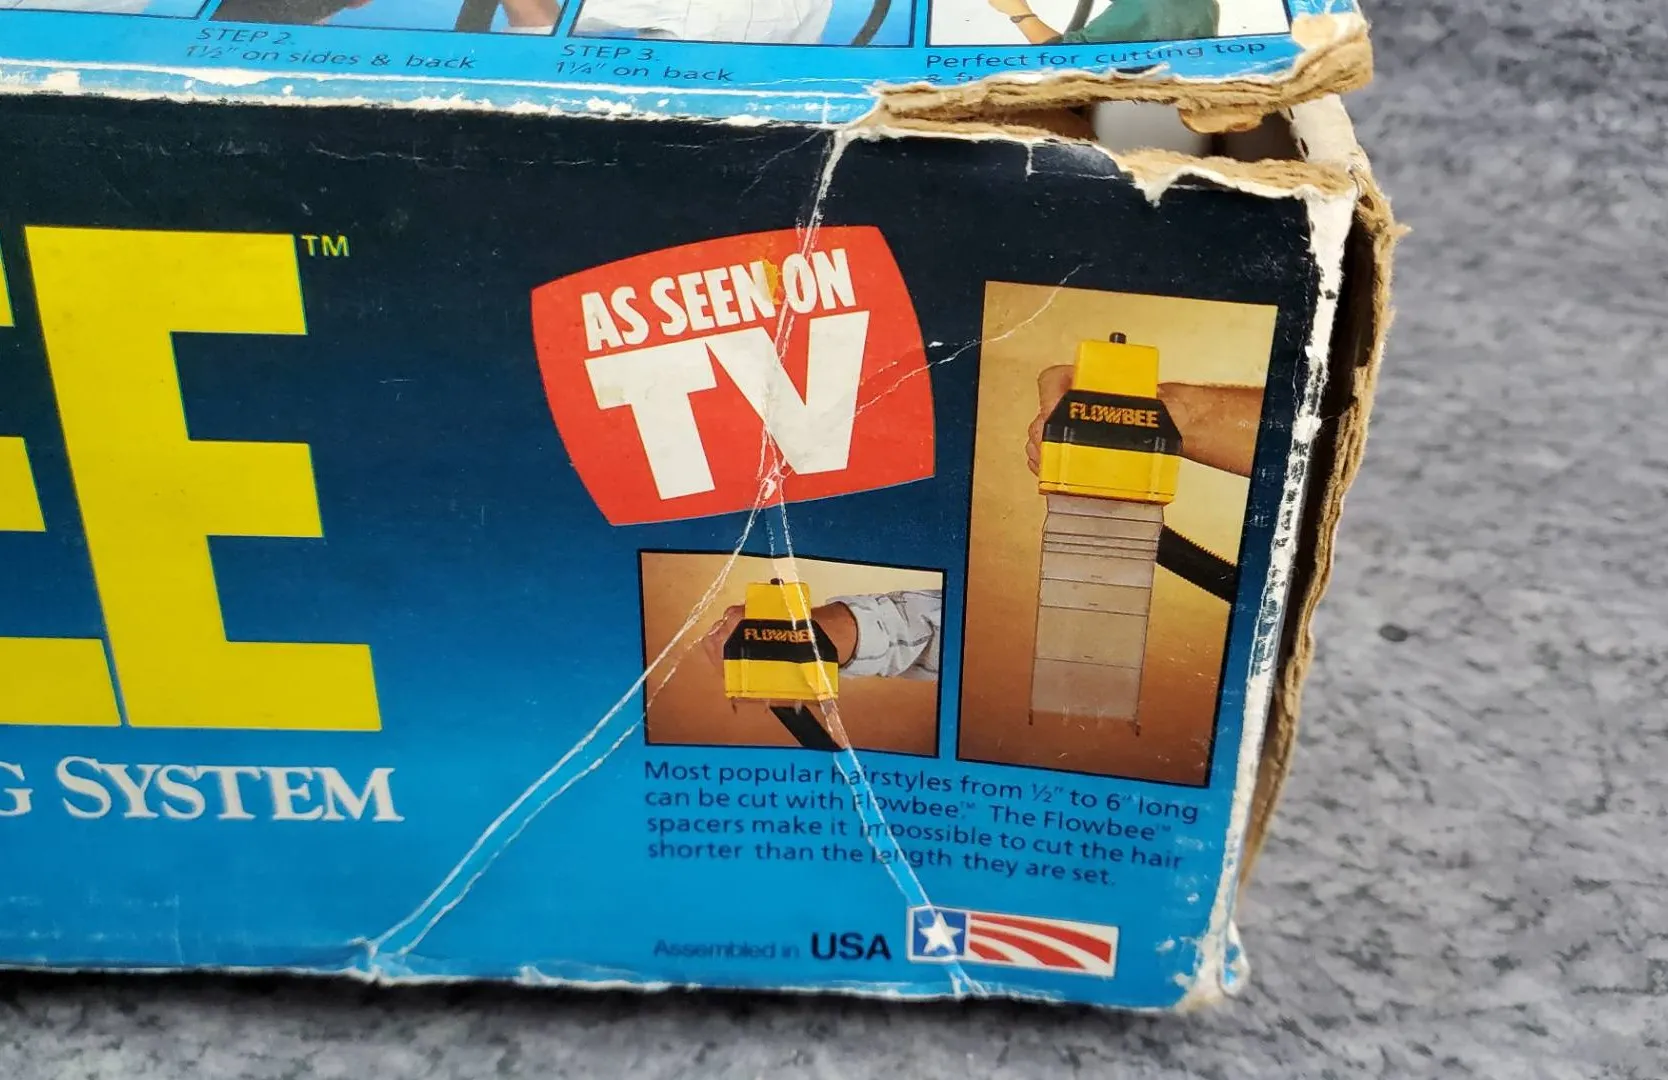 STEP 2.
1½" on sides & back
STEP 3.
1¼" on back
Perfect for cutting top
&
EE™
G SYSTEM
AS SEEN ON
TV
FLOWBEE
FLOWBEE
Most popular hairstyles from ½" to 6" long
can be cut with Flowbee.™ The Flowbee™
spacers make it impossible to cut the hair
shorter than the length they are set.
Assembled in USA